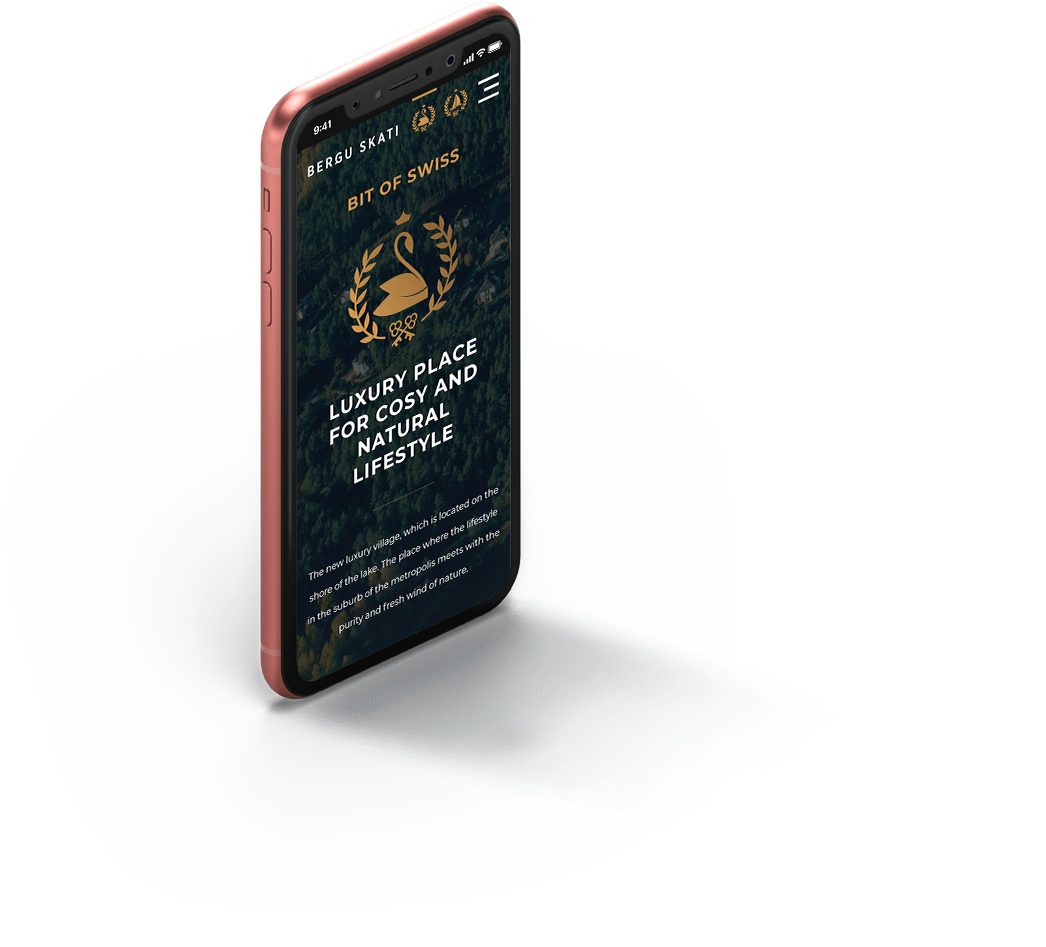 9:41
BERGU SKATI
BIT OF SWISS
LUXURY PLACE
FOR COSY AND
NATURAL
LIFESTYLE
The new luxury village, which is located on the
shore of the lake. The place where the lifestyle
in the suburb of the metropolis meets with the
purity and fresh wind of nature.